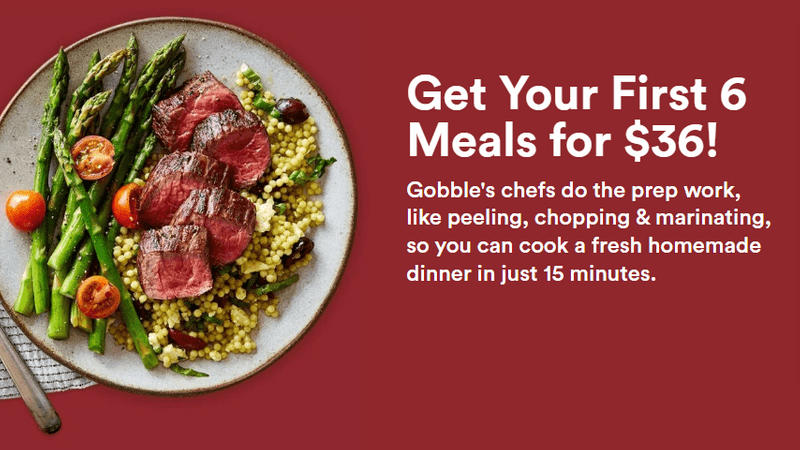 Get Your First 6
Meals for $36!
Gobble's chefs do the prep work,
like peeling, chopping & marinating,
so you can cook a fresh homemade
dinner in just 15 minutes.